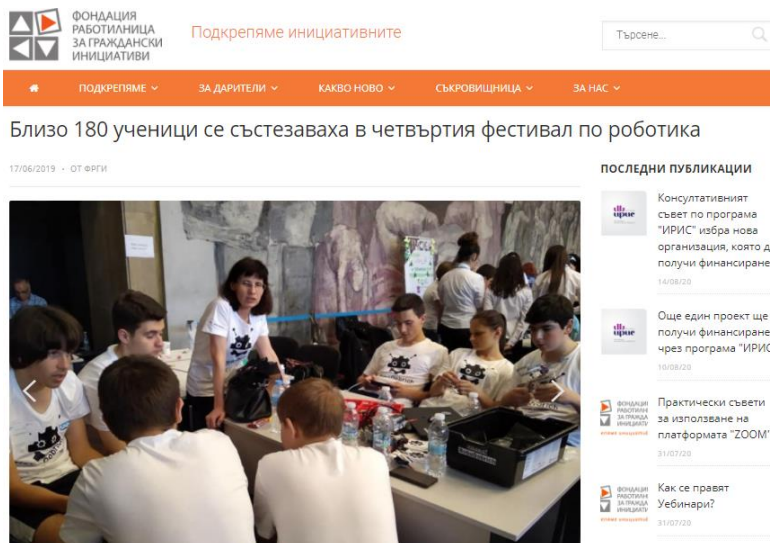 ФОНДАЦИЯ
РАБОТИЛНИЦА
ЗА ГРАЖДАНСКИ
ИНИЦИАТИВИ
Подкрепяме инициативните
Търсене...
ПОДКРЕПЯМЕ
ЗА ДАРИТЕЛИ
КАКВО НОВО
СЪКРОВИЩНИЦА
ЗА НАС
Близо 180 ученици се състезаваха в четвъртия фестивал по роботика
17/06/2019 • ОТ ФРГИ
ПОСЛЕДНИ ПУБЛИКАЦИИ
ирис
Консултативният
съвет по програма
"ИРИС" избра нова
организация, която д
получи финансиране
14/08/20
ирис
Още един проект ще
получи финансиране
чрез програма "ИРИС
10/08/20
Практически съвети
за използване на
платформата "ZOOM"
31/07/20
Как се правят
Уебинари?
31/07/20